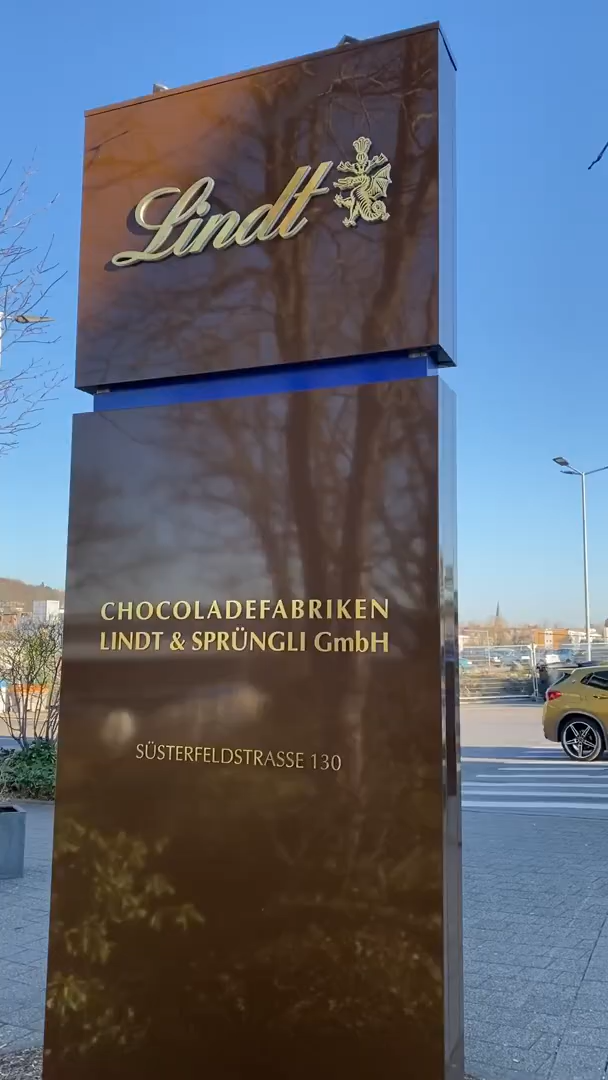 Lindt
CHOCOLADEFABRIKEN
LINDT & SPRÜNGLI GmbH
SÜSTERFELDSTRASSE 130